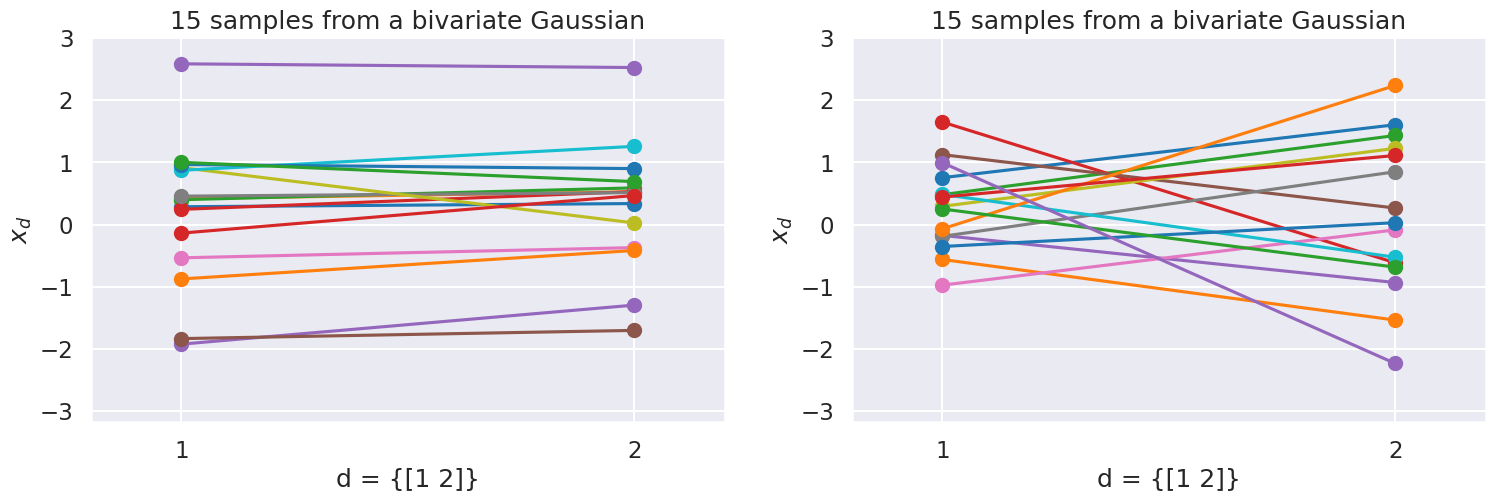 15 samples from a bivariate Gaussian
3
2
1
0
−1
−2
−3
x_d
1 2
d = {[1 2]}
15 samples from a bivariate Gaussian
3
2
1
0
−1
−2
−3
x_d
1 2
d = {[1 2]}